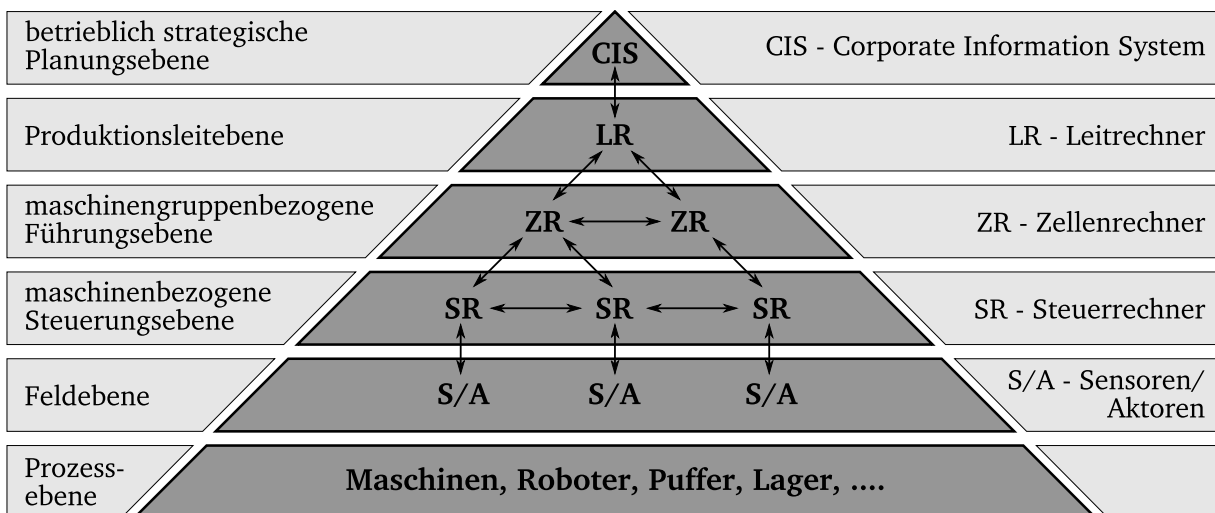 betrieblich strategische
Planungsebene
CIS
CIS - Corporate Information System
Produktionsleitebene
LR
LR - Leitrechner
maschinengruppenbezogene
Führungsebene
ZR ZR
ZR - Zellenrechner
maschinenbezogene
Steuerungsebene
SR SR SR
SR - Steuerrechner
Feldebene
S/A S/A S/A
S/A - Sensoren/
Aktoren
Prozess-
ebene
Maschinen, Roboter, Puffer, Lager, ....